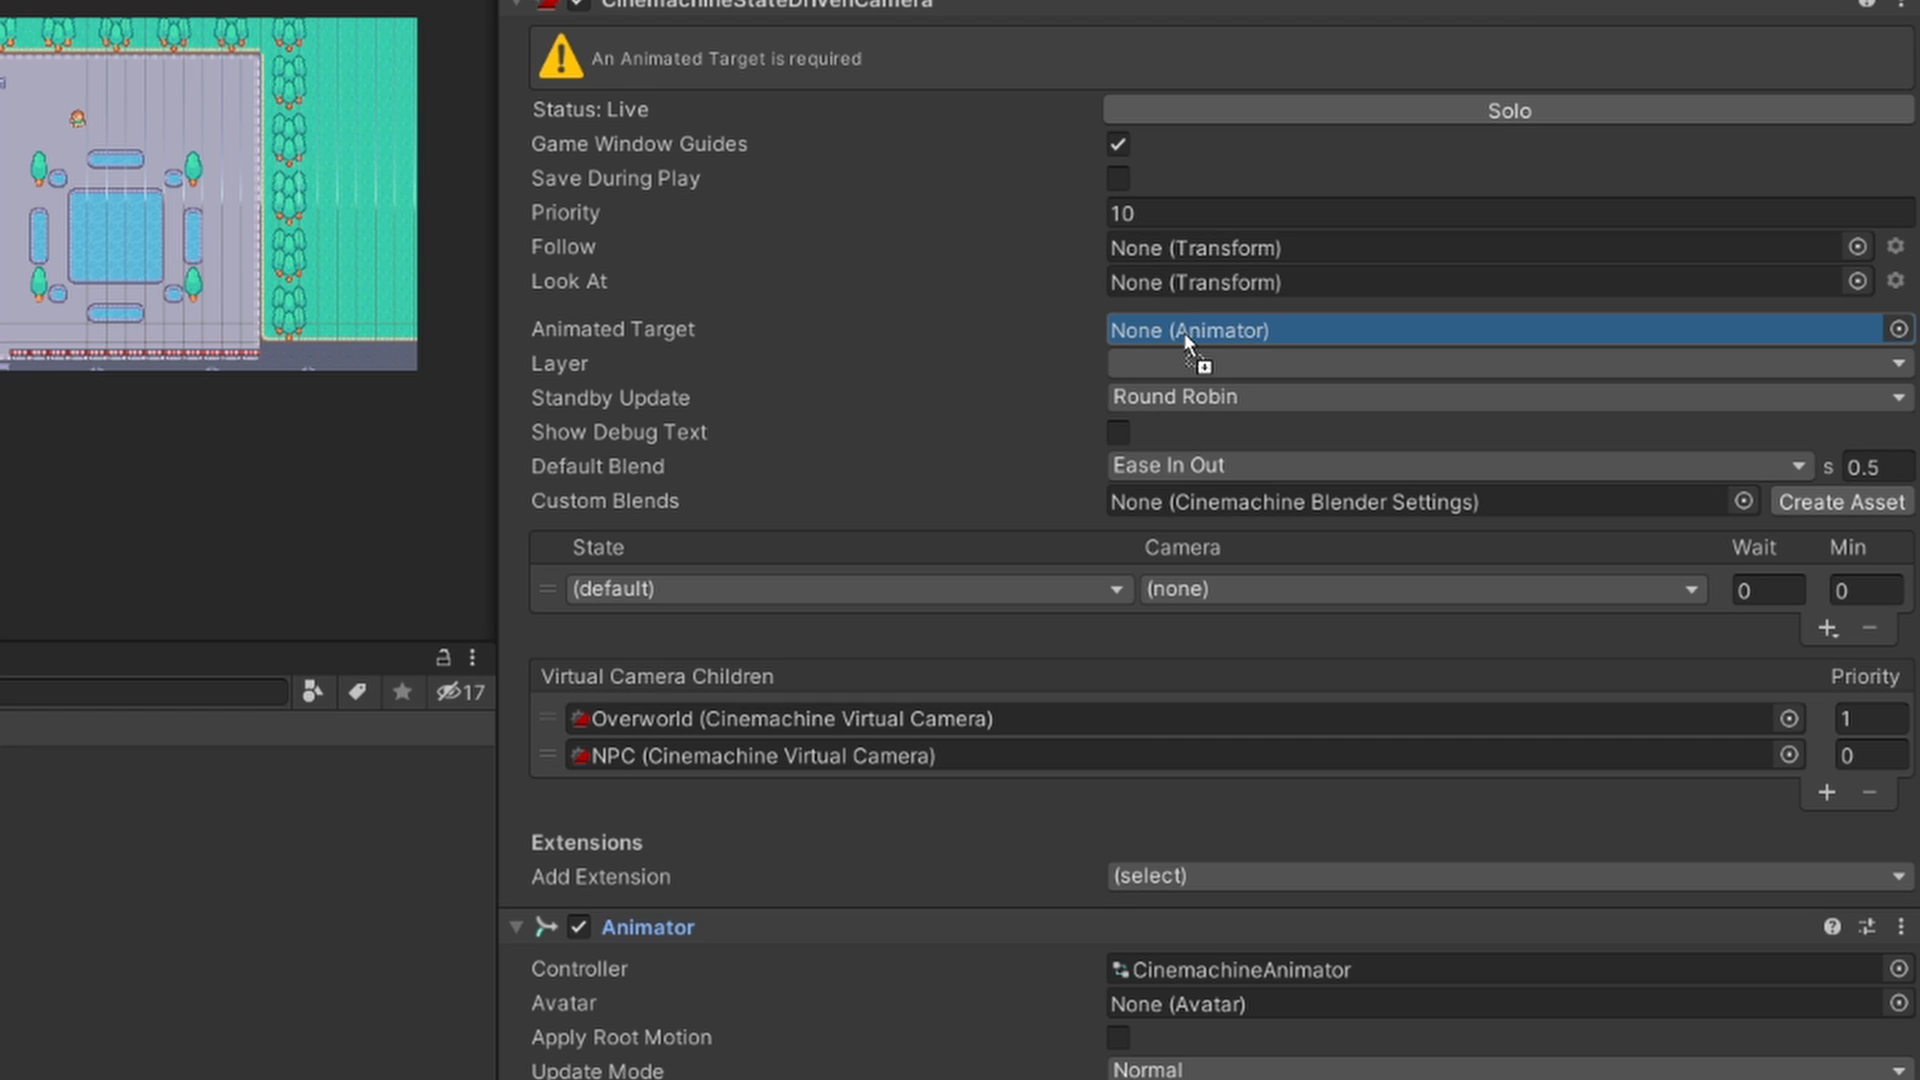 CinemachineStateDrivenCamera
An Animated Target is required
Status: Live
Solo
Game Window Guides
Save During Play
Priority
10
Follow
None (Transform)
Look At
None (Transform)
Animated Target
None (Animator)
Layer
Standby Update
Round Robin
Show Debug Text
Default Blend
Ease In Out
s 0.5
Custom Blends
None (Cinemachine Blender Settings)
Create Asset
State Camera Wait Min
(default) (none) 0 0
17
Virtual Camera Children Priority
Overworld (Cinemachine Virtual Camera) 1
NPC (Cinemachine Virtual Camera) 0
Extensions
Add Extension
(select)
Animator
Controller
CinemachineAnimator
Avatar
None (Avatar)
Apply Root Motion
Update Mode
Normal